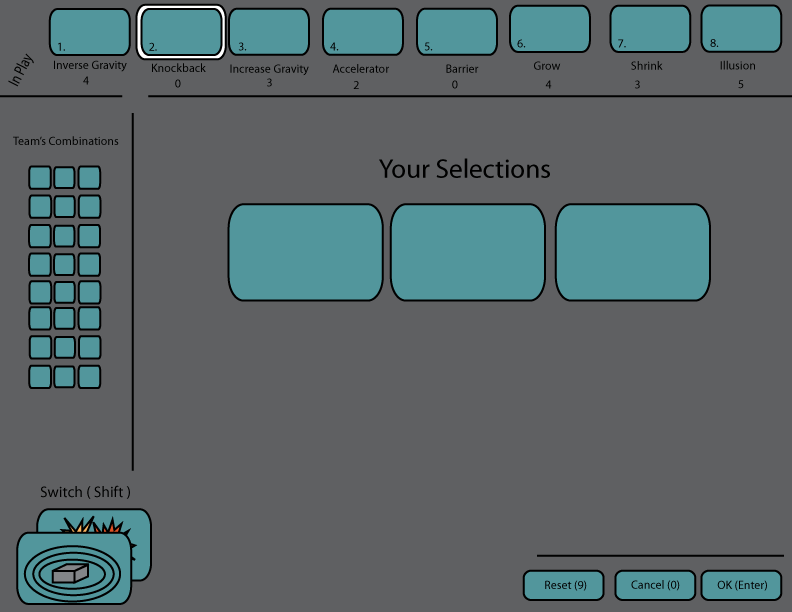 1. 2. 3. 4. 5. 6. 7. 8.
In Play
Inverse Gravity Knockback Increase Gravity Accelerator Barrier Grow Shrink Illusion
4 0 3 2 0 4 3 5
Team's Combinations
Your Selections
Switch ( Shift )
Reset (9) Cancel (0) OK (Enter)